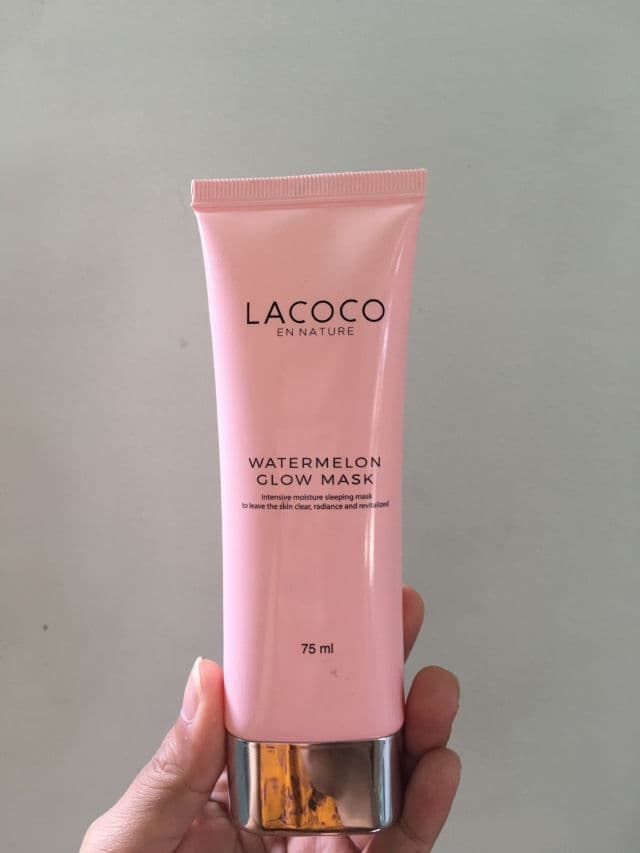 LACOCO
EN NATURE
WATERMELON
GLOW MASK
Intensive moisture sleeping mask
to leave the skin clear, radiance and revitalized
75 ml